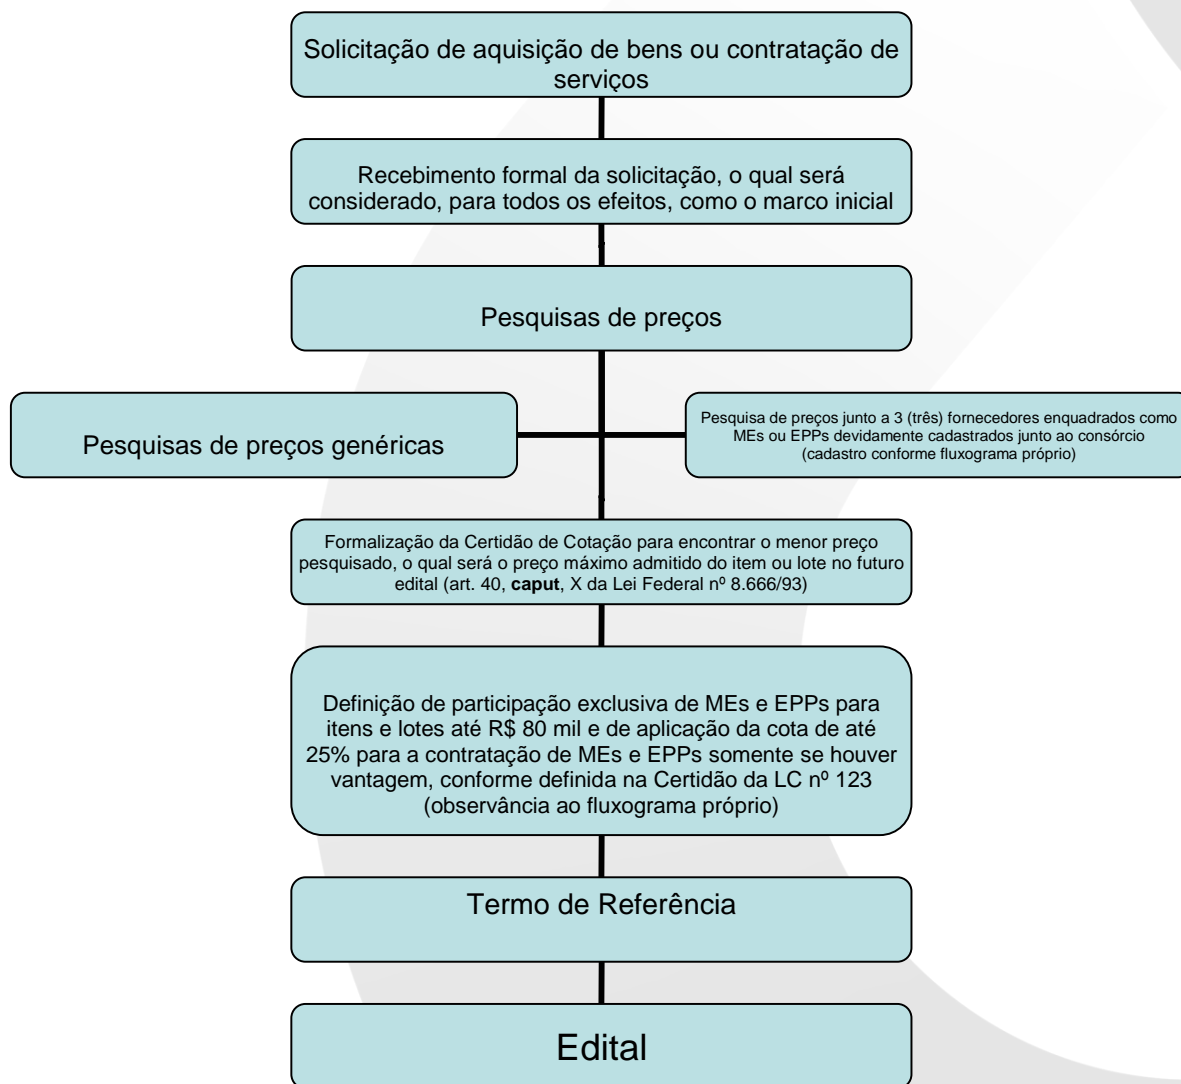 Solicitação de aquisição de bens ou contratação de
serviços
Recebimento formal da solicitação, o qual será
considerado, para todos os efeitos, como o marco inicial
Pesquisas de preços
Pesquisas de preços genéricas
Pesquisa de preços junto a 3 (três) fornecedores enquadrados como
MEs ou EPPs devidamente cadastrados junto ao consórcio
(cadastro conforme fluxograma próprio)
Formalização da Certidão de Cotação para encontrar o menor preço
pesquisado, o qual será o preço máximo admitido do item ou lote no futuro
edital (art. 40, caput, X da Lei Federal nº 8.666/93)
Definição de participação exclusiva de MEs e EPPs para
itens e lotes até R$ 80 mil e de aplicação da cota de até
25% para a contratação de MEs e EPPs somente se houver
vantagem, conforme definida na Certidão da LC nº 123
(observância ao fluxograma próprio)
Termo de Referência
Edital